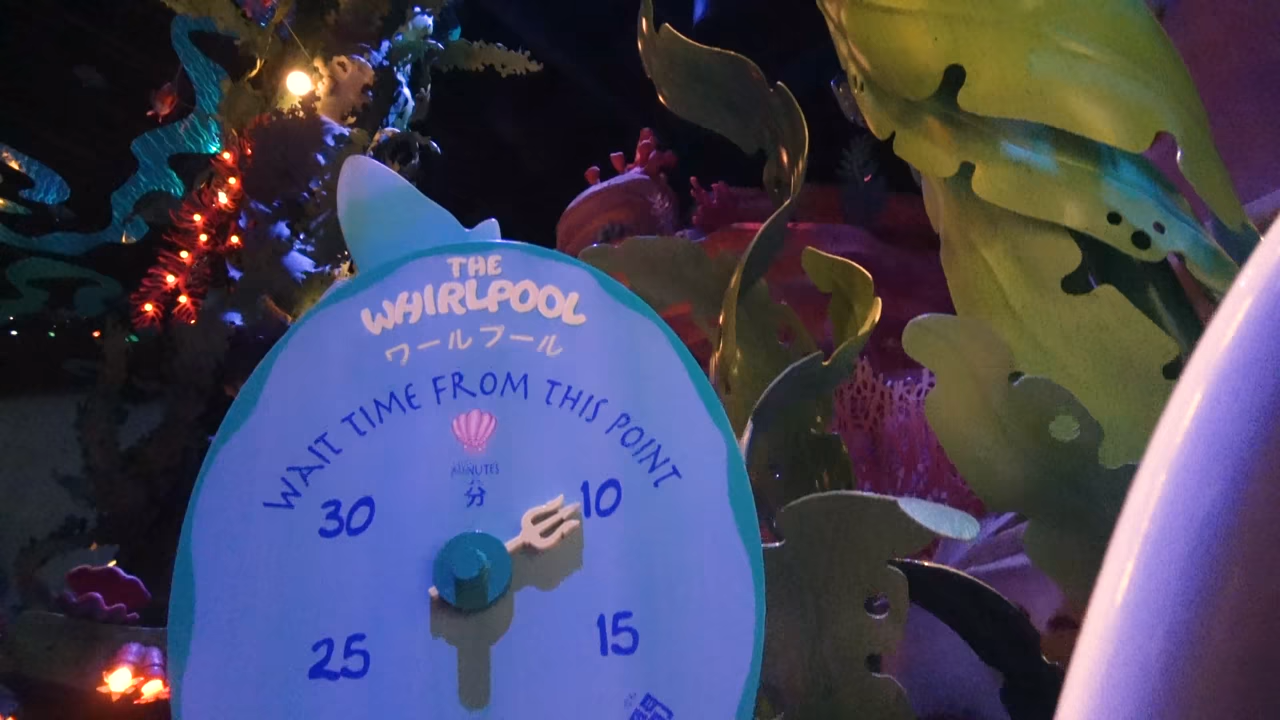 THE
WHIRLPOOL
ワールプール
WAIT TIME FROM THIS POINT
MINUTES
分
30
10
25
15